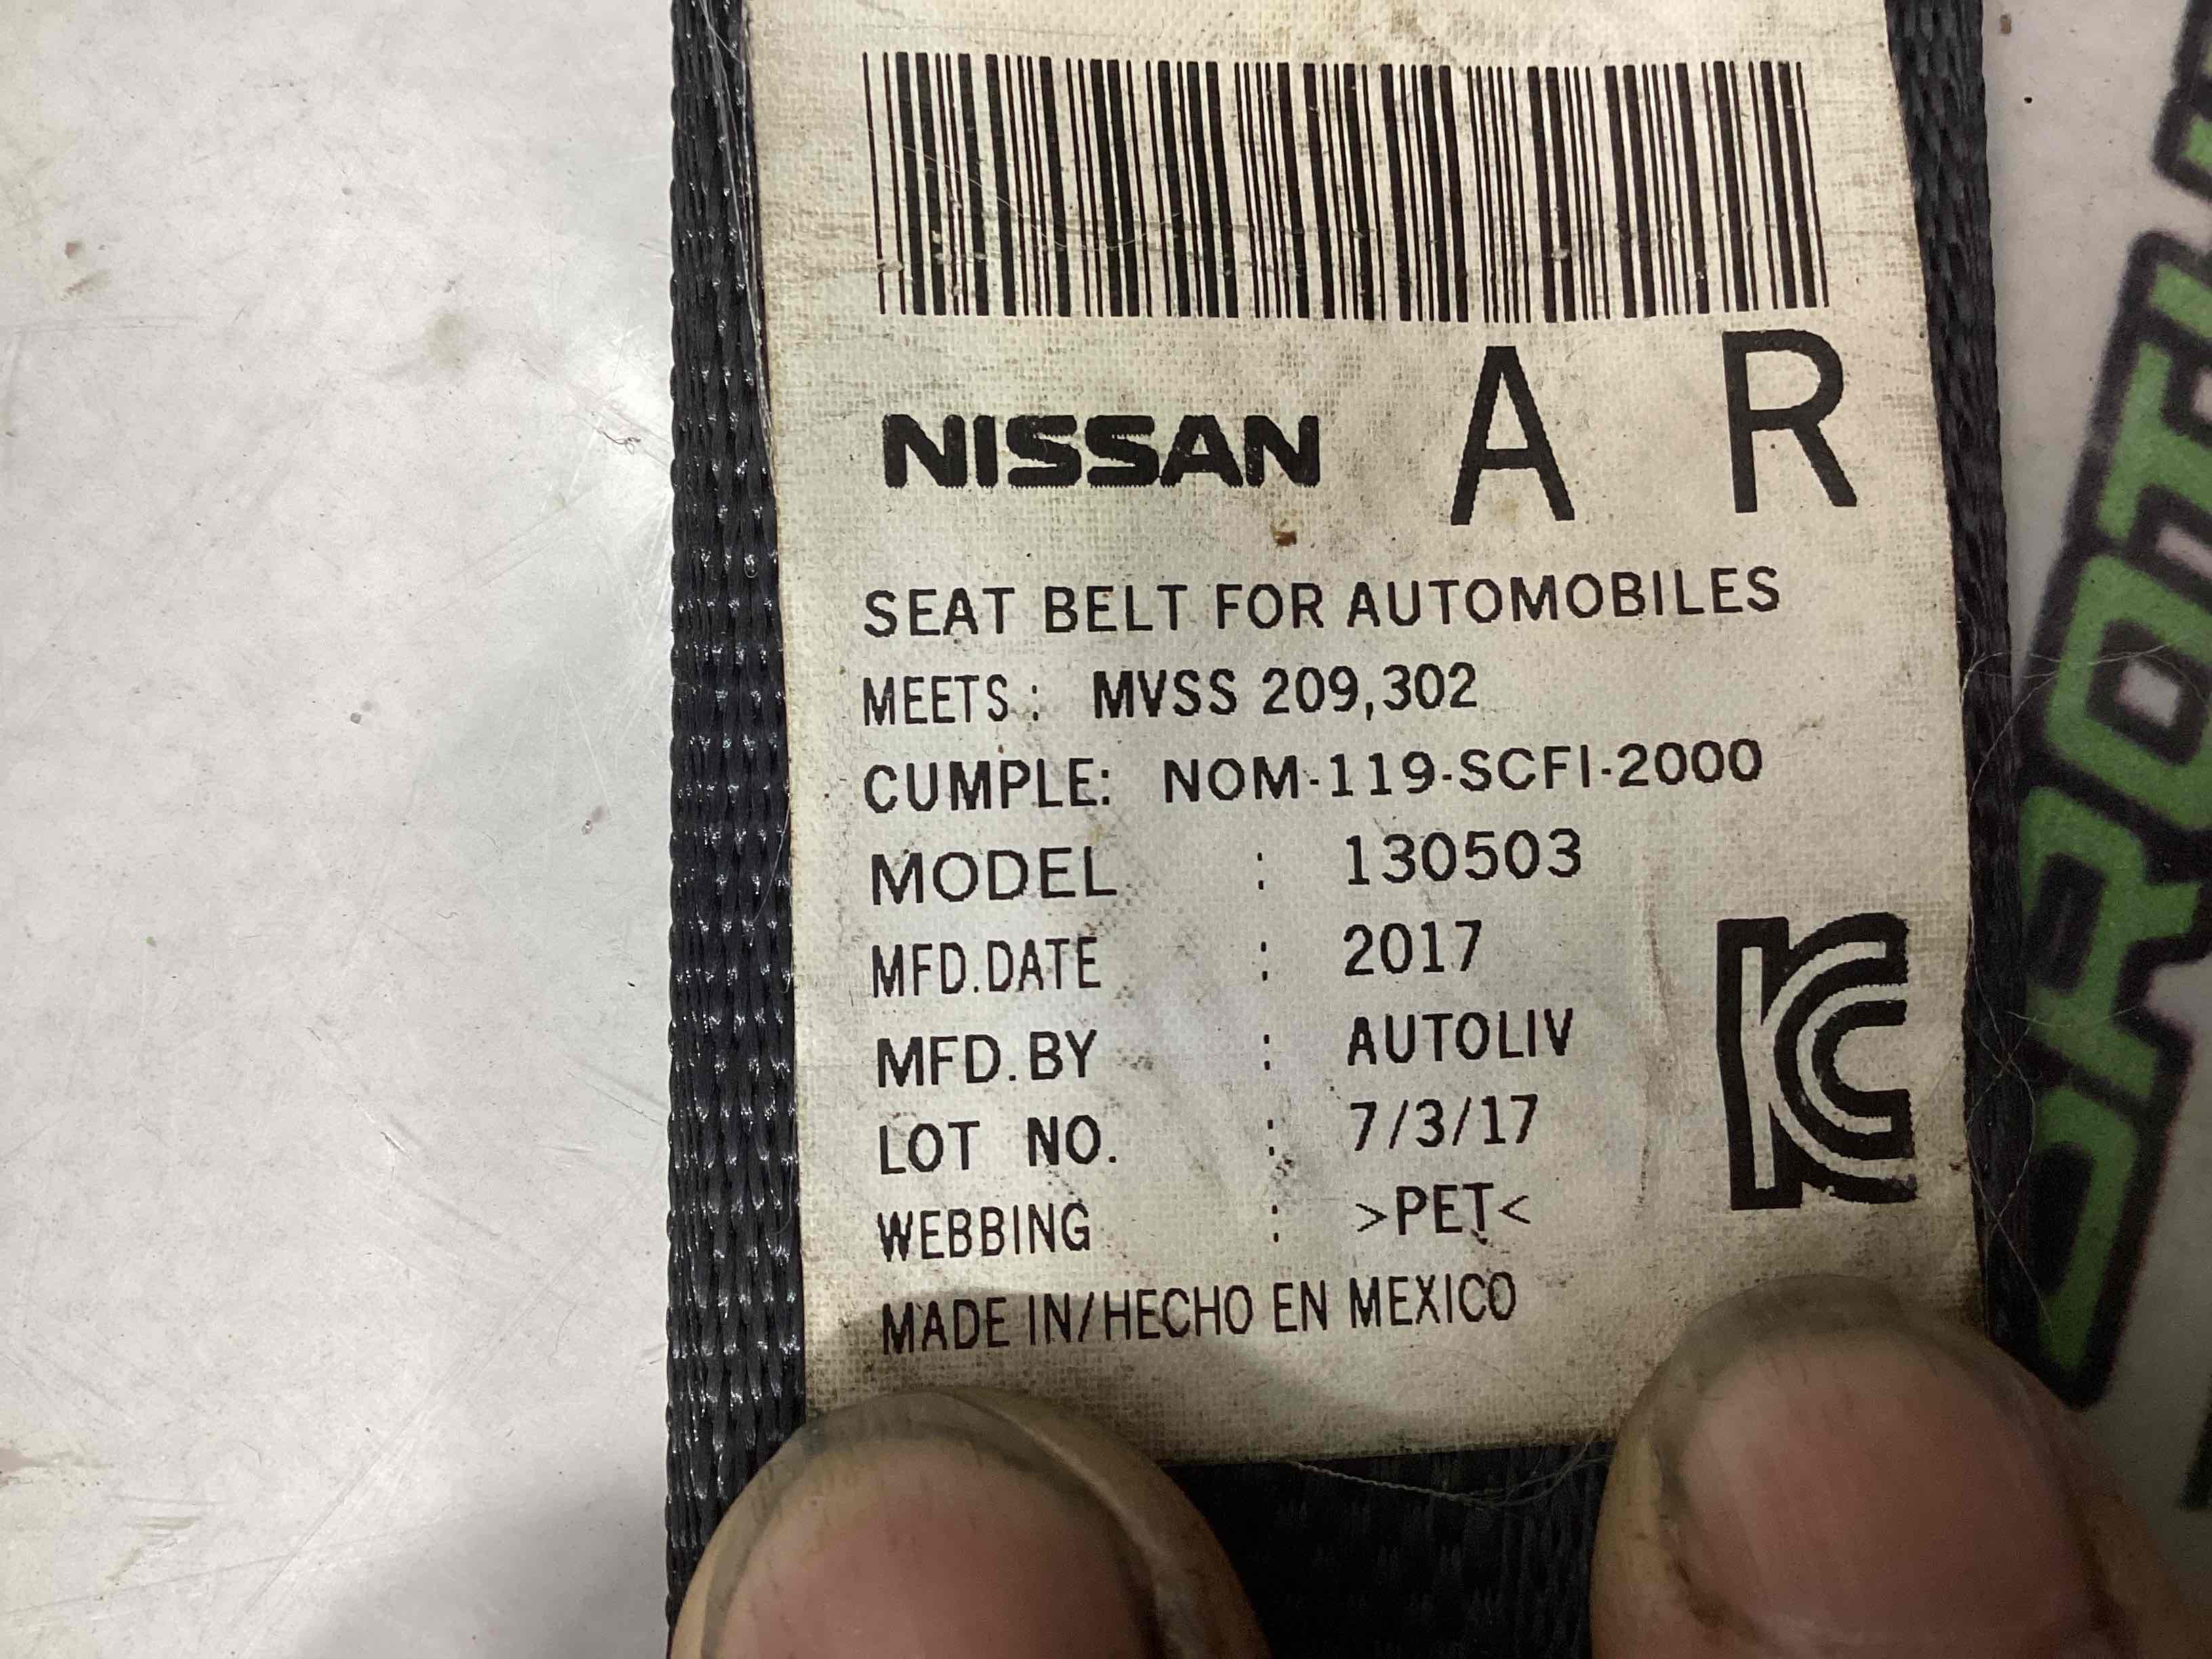 NISSAN A R
SEAT BELT FOR AUTOMOBILES
MEETS: MVSS 209,302
CUMPLE: NOM-119-SCFI-2000
MODEL : 130503
MFD.DATE : 2017
MFD.BY : AUTOLIV
LOT NO. : 7/3/17
WEBBING : >PET<
MADE IN/HECHO EN MEXICO
KC